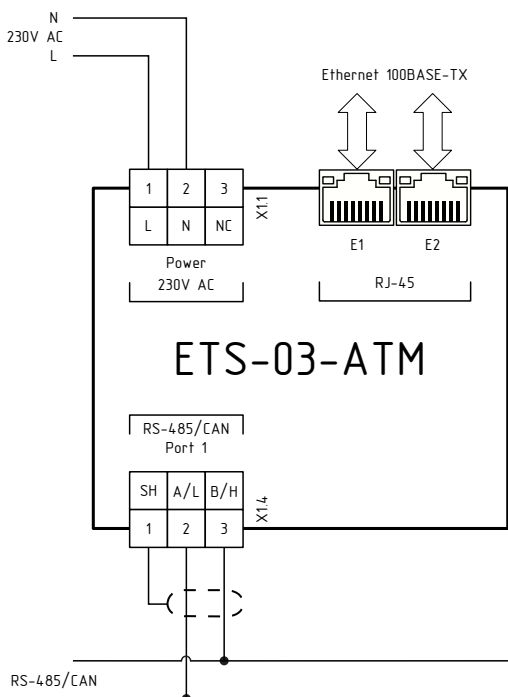 N
230V AC
L
Ethernet 100BASE-TX
1 2 3
L N NC
X1.1
Power
230V AC
E1 E2
RJ-45
ETS-03-ATM
RS-485/CAN
Port 1
SH A/L B/H
1 2 3
X1.4
RS-485/CAN